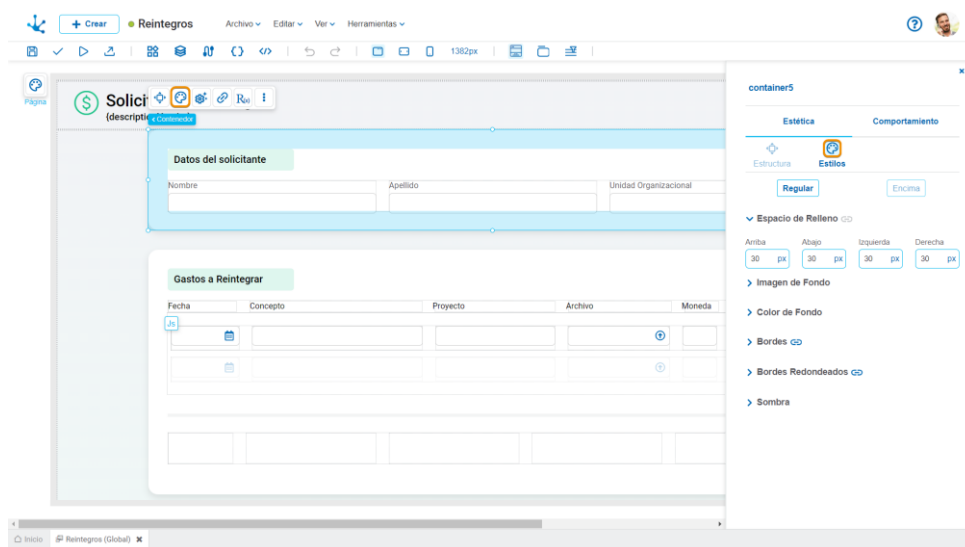 Crear
Reintegros
Archivo
Editar
Ver
Herramientas
1382px
Página
Solici
Contenedor
Datos del solicitante
Nombre
Apellido
Unidad Organizacional
Gastos a Reintegrar
Fecha
Concepto
Proyecto
Archivo
Moneda
Js
container5
Estética
Comportamiento
Estructura
Estilos
Regular
Encima
Espacio de Relleno
Arriba
Abajo
Izquierda
Derecha
30 px
30 px
30 px
30 px
Imagen de Fondo
Color de Fondo
Bordes
Bordes Redondeados
Sombra
Inicio
Reintegros (Global)